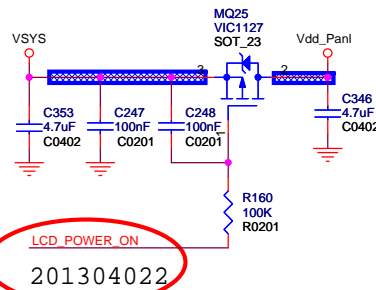 MQ25
VIC1127
SOT_23
VSYS
Vdd_Panl
3
2
1
C353
4.7uF
C0402
C247
100nF
C0201
C248
100nF
C0201
C346
4.7uF
C0402
R160
100K
R0201
LCD_POWER_ON
201304022